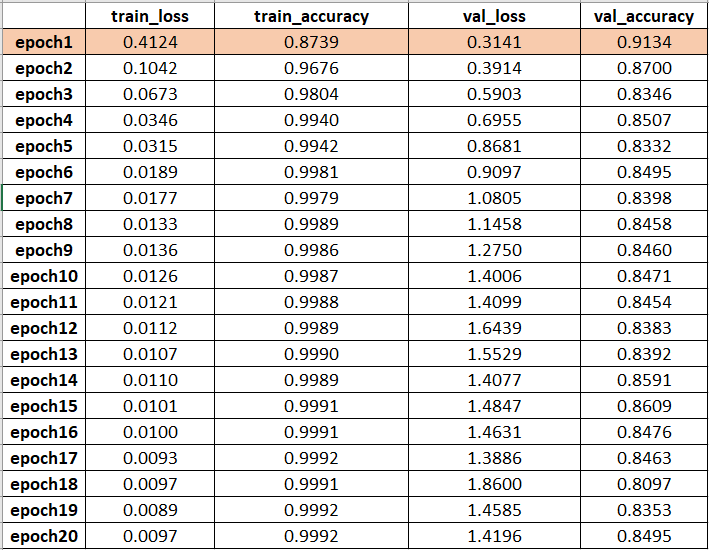 train_loss train_accuracy val_loss val_accuracy
epoch1 0.4124 0.8739 0.3141 0.9134
epoch2 0.1042 0.9676 0.3914 0.8700
epoch3 0.0673 0.9804 0.5903 0.8346
epoch4 0.0346 0.9940 0.6955 0.8507
epoch5 0.0315 0.9942 0.8681 0.8332
epoch6 0.0189 0.9981 0.9097 0.8495
epoch7 0.0177 0.9979 1.0805 0.8398
epoch8 0.0133 0.9989 1.1458 0.8458
epoch9 0.0136 0.9986 1.2750 0.8460
epoch10 0.0126 0.9987 1.4006 0.8471
epoch11 0.0121 0.9988 1.4099 0.8454
epoch12 0.0112 0.9989 1.6439 0.8383
epoch13 0.0107 0.9990 1.5529 0.8392
epoch14 0.0110 0.9989 1.4077 0.8591
epoch15 0.0101 0.9991 1.4847 0.8609
epoch16 0.0100 0.9991 1.4631 0.8476
epoch17 0.0093 0.9992 1.3886 0.8463
epoch18 0.0097 0.9991 1.8600 0.8097
epoch19 0.0089 0.9992 1.4585 0.8353
epoch20 0.0097 0.9992 1.4196 0.8495